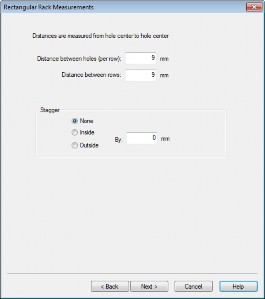 Rectangular Rack Measurements
Distances are measured from hole center to hole center
Distance between holes (per row): 9 mm
Distance between rows: 9 mm
Stagger
None
Inside
Outside
By: 0 mm
< Back Next > Cancel Help